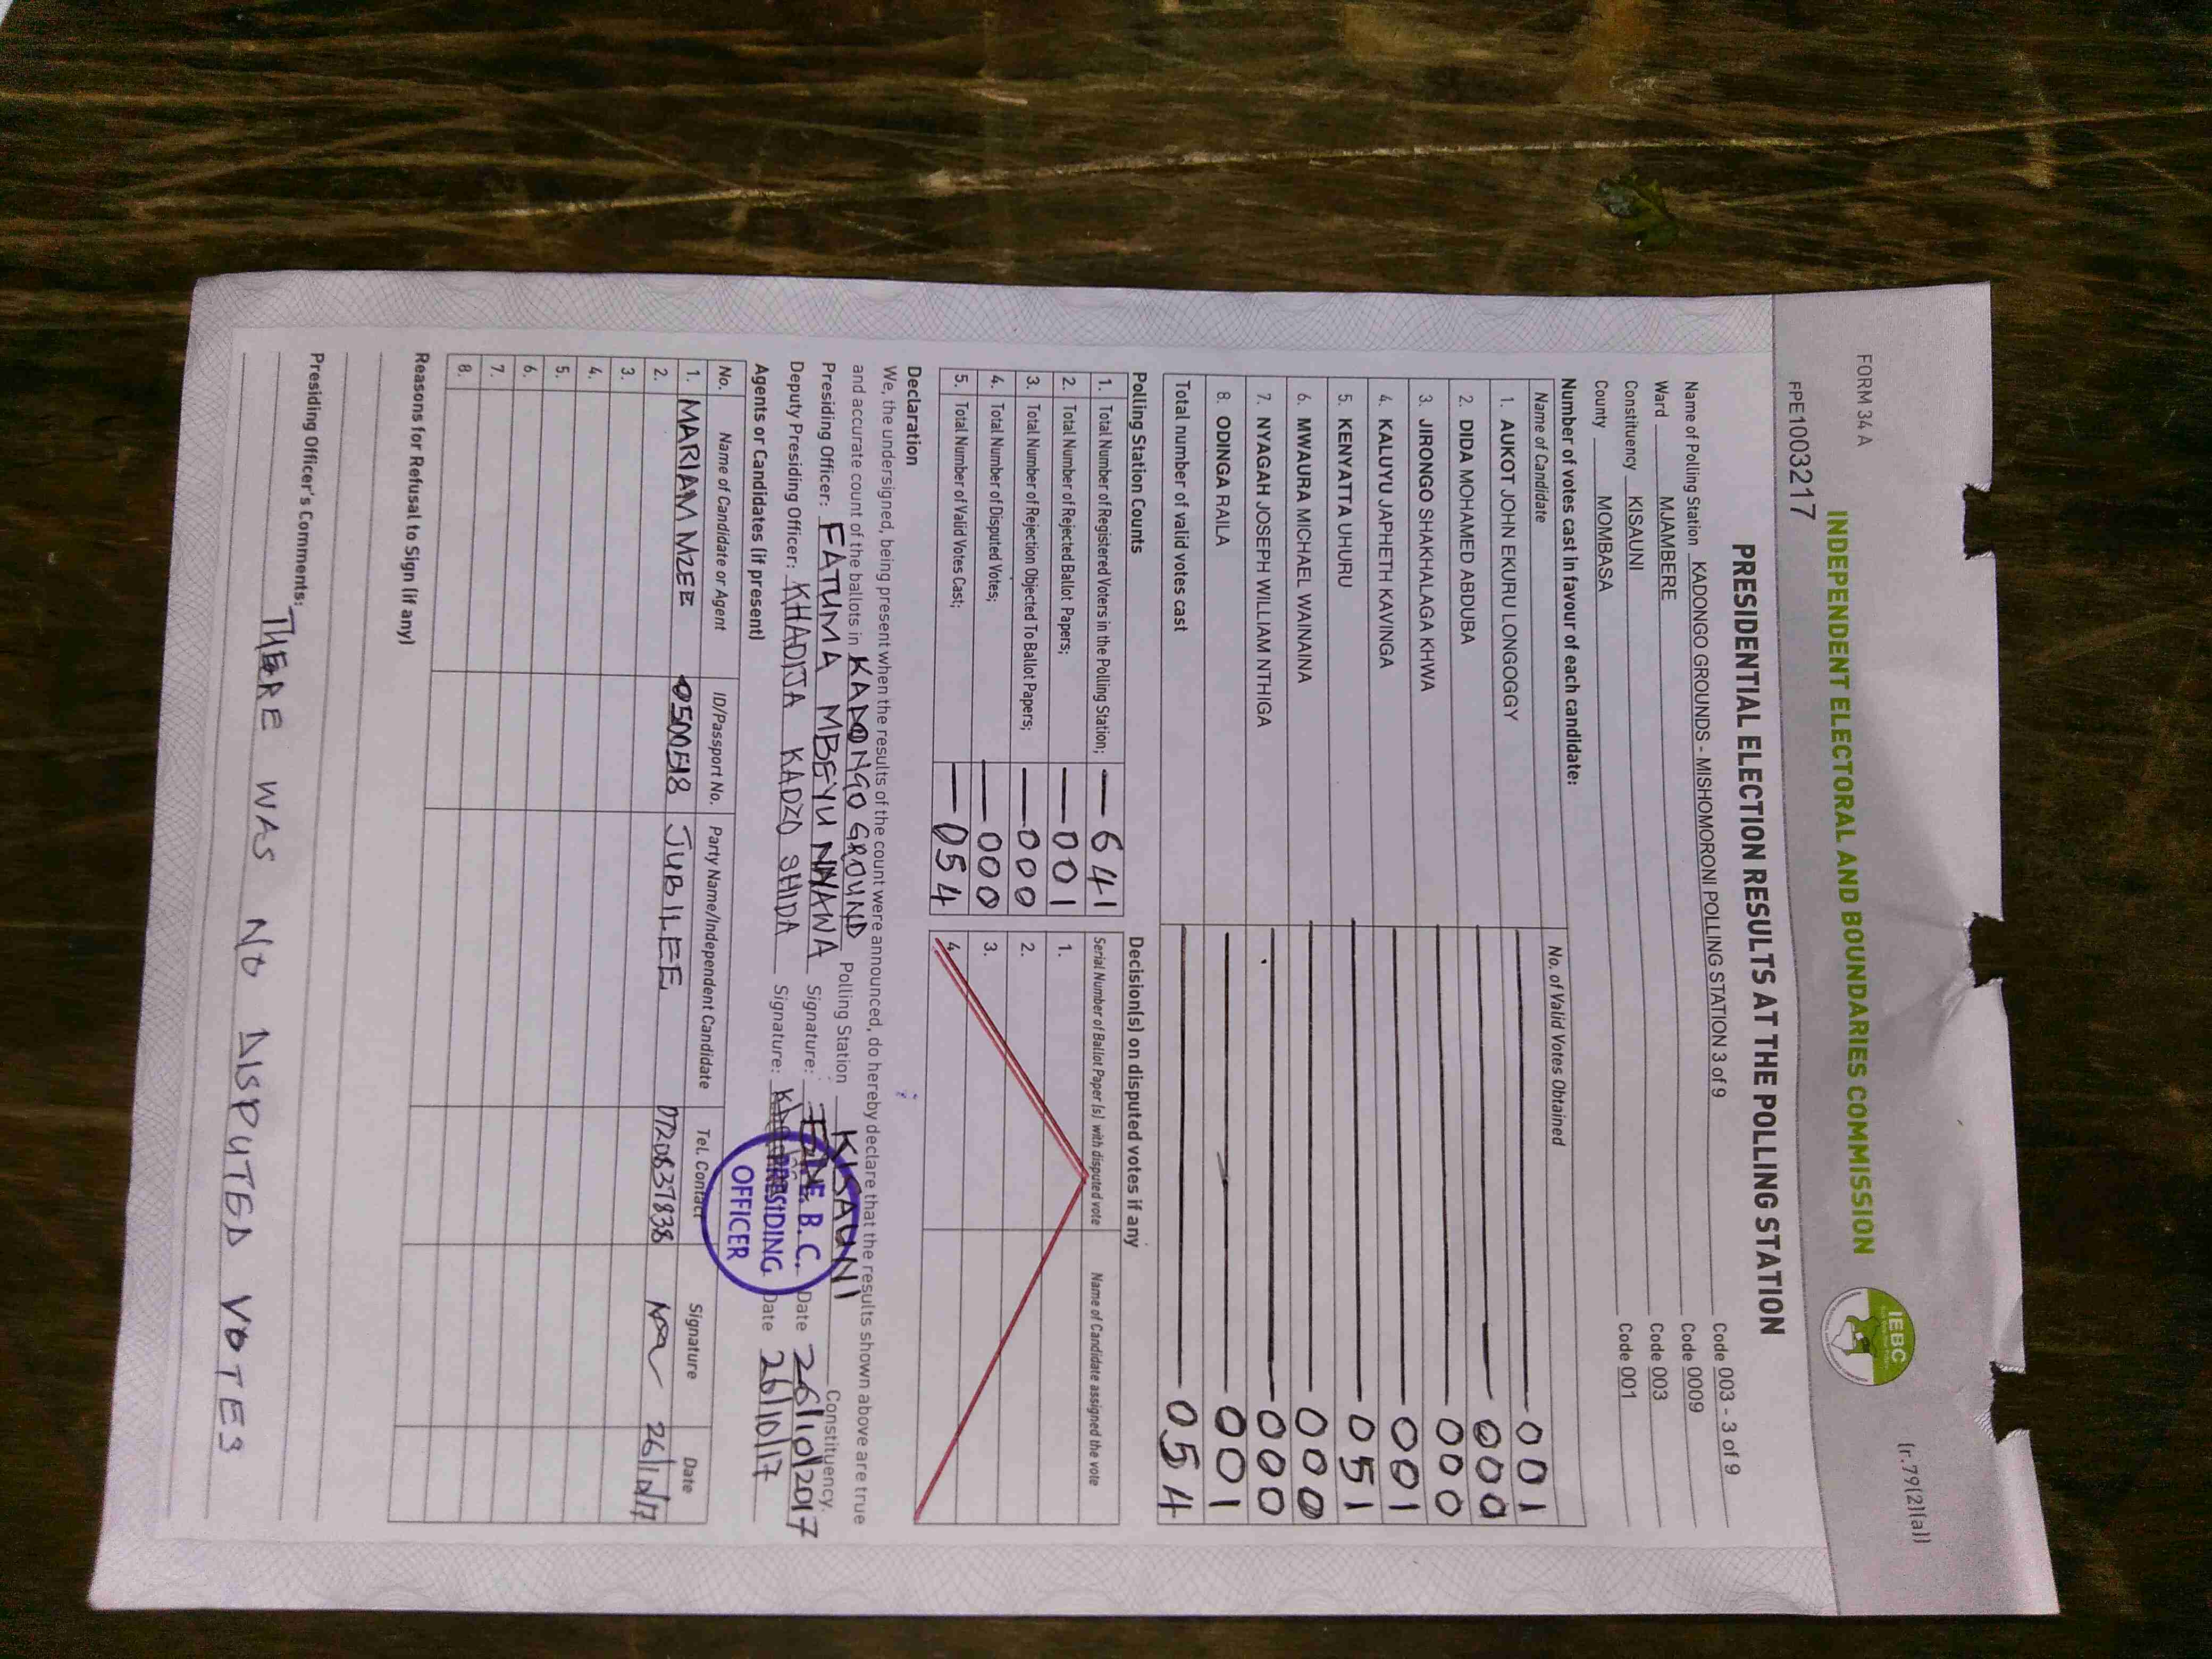 FORM 34 A
(r.79(2)(a))
INDEPENDENT ELECTORAL AND BOUNDARIES COMMISSION
IEBC
FPE1003217
PRESIDENTIAL ELECTION RESULTS AT THE POLLING STATION
Name of Polling Station KADONGO GROUNDS - MISHOMORONI POLLING STATION 3 of 9 Code 003 - 3 of 9
Ward MJAMBERE Code 0009
Constituency KISAUNI Code 003
County MOMBASA Code 001
Number of votes cast in favour of each candidate:
Name of Candidate No. of Valid Votes Obtained
1. AUKOT JOHN EKURU LONGOGGY 001
2. DIDA MOHAMED ABDUBA 000
3. JIRONGO SHAKHALAGA KHWA 000
4. KALUYU JAPHETH KAVINGA 001
5. KENYATTA UHURU 051
6. MWAURA MICHAEL WAINAINA 000
7. NYAGAH JOSEPH WILLIAM NTHIGA 000
8. ODINGA RAILA 001
Total number of valid votes cast 054
Polling Station Counts
1. Total Number of Registered Voters in the Polling Station; 641
2. Total Number of Rejected Ballot Papers; 001
3. Total Number of Rejection Objected To Ballot Papers; 000
4. Total Number of Disputed Votes; 000
5. Total Number of Valid Votes Cast; 054
Decision(s) on disputed votes if any
Serial Number of Ballot Paper (s) with disputed vote Name of Candidate assigned the vote
1.
2.
3.
4.
Declaration
We, the undersigned, being present when the results of the count were announced, do hereby declare that the results shown above are true
and accurate count of the ballots in KADONGO GROUND Polling Station KISAUNI Constituency.
Presiding Officer: FATUMA MBEYU NYAWA Signature: Date 26/10/2017
Deputy Presiding Officer: KHADIJA KADZO SHIDA Signature: Date 26/10/17
I.E.B.C.
PRESIDING
OFFICER
Agents or Candidates (if present)
No. Name of Candidate or Agent ID/Passport No. Party Name/Independent Candidate Tel. Contact Signature Date
1. MARIAM MZEE 0500518 JUBILEE 0720837838 26/10/17
2.
3.
4.
5.
6.
7.
8.
Reasons for Refusal to Sign (if any)
Presiding Officer's Comments:
THERE WAS NO DISPUTED VOTES